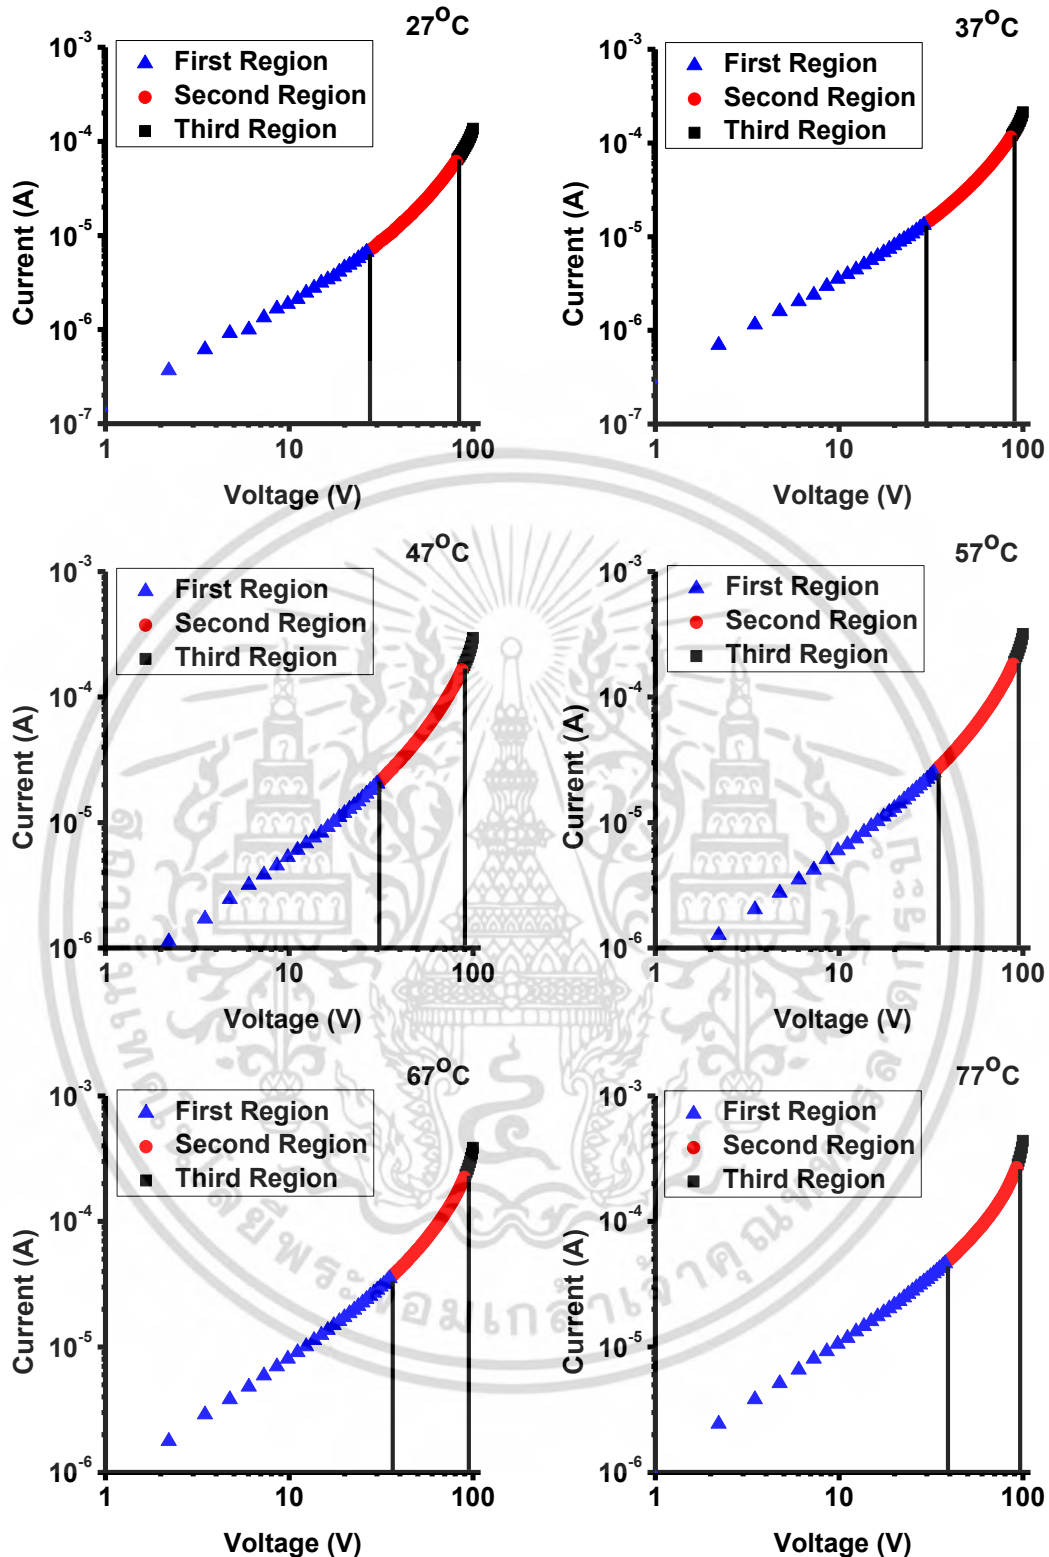 27°C
10⁻³
10⁻⁴
10⁻⁵
10⁻⁶
10⁻⁷
Current (A)
First Region
Second Region
Third Region
1
10
100
Voltage (V)
37°C
10⁻³
10⁻⁴
10⁻⁵
10⁻⁶
10⁻⁷
Current (A)
First Region
Second Region
Third Region
1
10
100
Voltage (V)
47°C
10⁻³
10⁻⁴
10⁻⁵
10⁻⁶
Current (A)
First Region
Second Region
Third Region
1
10
100
Voltage (V)
57°C
10⁻³
10⁻⁴
10⁻⁵
10⁻⁶
Current (A)
First Region
Second Region
Third Region
1
10
100
Voltage (V)
67°C
10⁻³
10⁻⁴
10⁻⁵
10⁻⁶
Current (A)
First Region
Second Region
Third Region
1
10
100
Voltage (V)
77°C
10⁻³
10⁻⁴
10⁻⁵
10⁻⁶
Current (A)
First Region
Second Region
Third Region
1
10
100
Voltage (V)